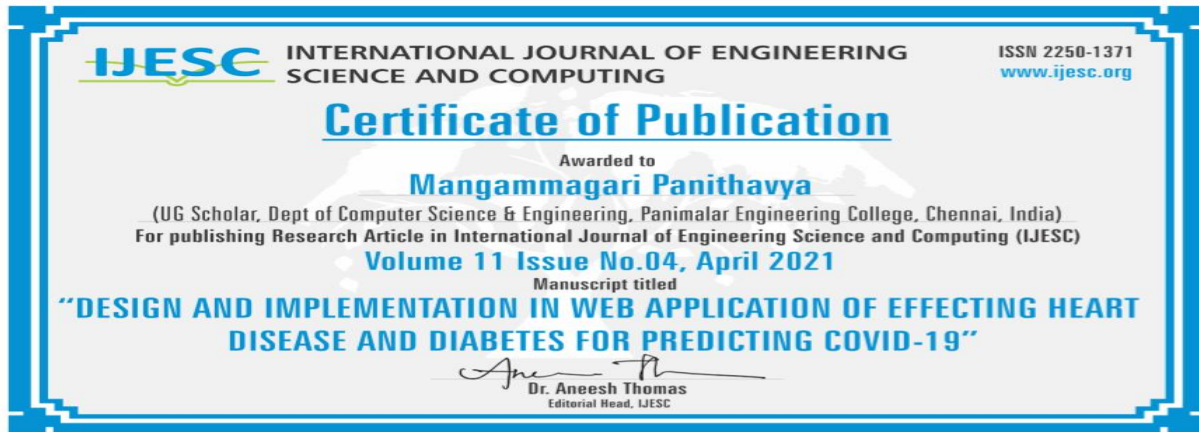 IJESC INTERNATIONAL JOURNAL OF ENGINEERING
SCIENCE AND COMPUTING
ISSN 2250-1371
www.ijesc.org
Certificate of Publication
Awarded to
Mangammagari Panithavya
(UG Scholar, Dept of Computer Science & Engineering, Panimalar Engineering College, Chennai, India)
For publishing Research Article in International Journal of Engineering Science and Computing (IJESC)
Volume 11 Issue No.04, April 2021
Manuscript titled
“DESIGN AND IMPLEMENTATION IN WEB APPLICATION OF EFFECTING HEART
DISEASE AND DIABETES FOR PREDICTING COVID-19”
Dr. Aneesh Thomas
Editorial Head, IJESC